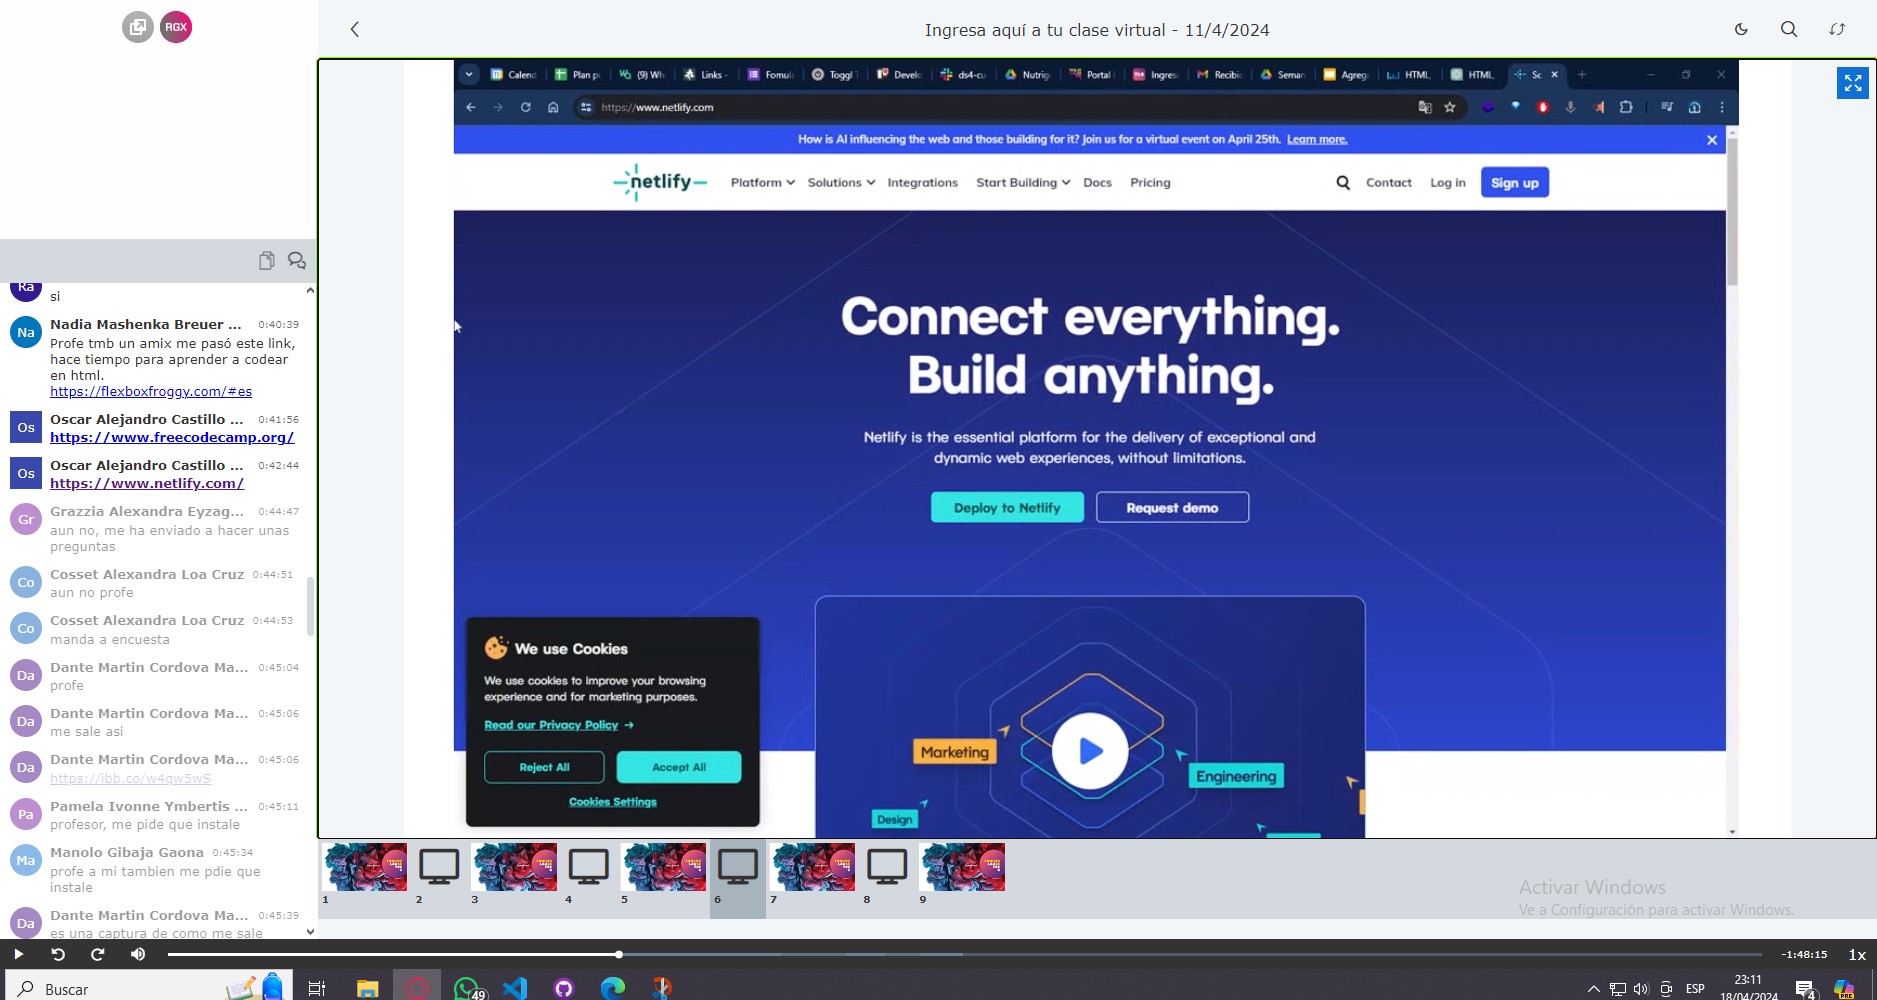 RGX
Ingresa aquí a tu clase virtual - 11/4/2024
Ra
si
Na
Nadia Mashenka Breuer ...
0:40:39
Profe tmb un amix me pasó este link,
hace tiempo para aprender a codear
en html.
https://flexboxfroggy.com/#es
Os
Oscar Alejandro Castillo ...
0:41:56
https://www.freecodecamp.org/
Os
Oscar Alejandro Castillo ...
0:42:44
https://www.netlify.com/
Gr
Grazzia Alexandra Eyzag...
0:44:47
aun no, me ha enviado a hacer unas
preguntas
Co
Cosset Alexandra Loa Cruz
0:44:51
aun no profe
Co
Cosset Alexandra Loa Cruz
0:44:53
manda a encuesta
Da
Dante Martin Cordova Ma...
0:45:04
profe
Da
Dante Martin Cordova Ma...
0:45:06
me sale asi
Da
Dante Martin Cordova Ma...
0:45:06
https://ibb.co/w4qw5wS
Pa
Pamela Ivonne Ymbertis ...
0:45:11
profesor, me pide que instale
Ma
Manolo Gibaja Gaona
0:45:34
profe a mi tambien me pdie que
instale
Da
Dante Martin Cordova Ma...
0:45:39
es una captura de como me sale
Calend
Plan p
(9) Wh
Links -
Fomul
Toggl T
Develo
ds4-cu
Nutrig
Portal
Ingres
Recibi
Semar
Agreg
HTML,
HTML,
Sc
https://www.netlify.com
How is AI influencing the web and those building for it? Join us for a virtual event on April 25th. Learn more.
netlify
Platform
Solutions
Integrations
Start Building
Docs
Pricing
Contact
Log in
Sign up
Connect everything.
Build anything.
Netlify is the essential platform for the delivery of exceptional and
dynamic web experiences, without limitations.
Deploy to Netlify
Request demo
We use Cookies
We use cookies to improve your browsing
experience and for marketing purposes.
Read our Privacy Policy →
Reject All
Accept All
Cookies Settings
Marketing
Engineering
Design
1
2
3
4
5
6
7
8
9
Activar Windows
Ve a Configuración para activar Windows.
-1:48:15
1x
Buscar
49
ESP
23:11
18/04/2024
4
PRE